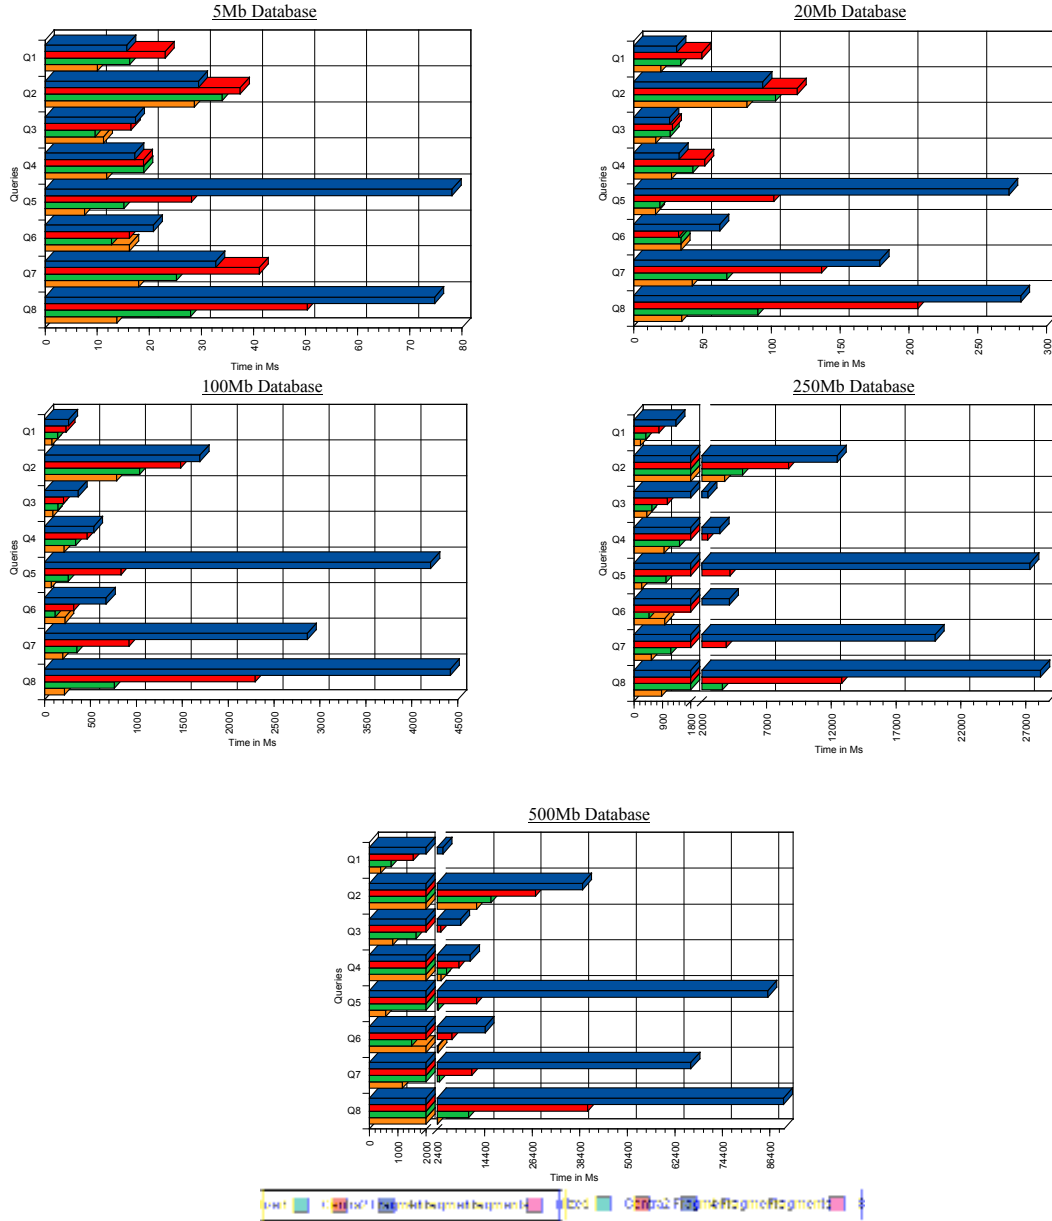 5Mb Database
Queries
Q1
Q2
Q3
Q4
Q5
Q6
Q7
Q8
0 10 20 30 40 50 60 70 80
Time in Ms
20Mb Database
Queries
Q1
Q2
Q3
Q4
Q5
Q6
Q7
Q8
0 50 100 150 200 250 300
Time in Ms
100Mb Database
Queries
Q1
Q2
Q3
Q4
Q5
Q6
Q7
Q8
0 500 1000 1500 2000 2500 3000 3500 4000 4500
Time in Ms
250Mb Database
Queries
Q1
Q2
Q3
Q4
Q5
Q6
Q7
Q8
0 900 1800 2000 7000 12000 17000 22000 27000
Time in Ms
500Mb Database
Queries
Q1
Q2
Q3
Q4
Q5
Q6
Q7
Q8
0 1000 2000 2400 14400 26400 38400 50400 62400 74400 86400
Time in Ms